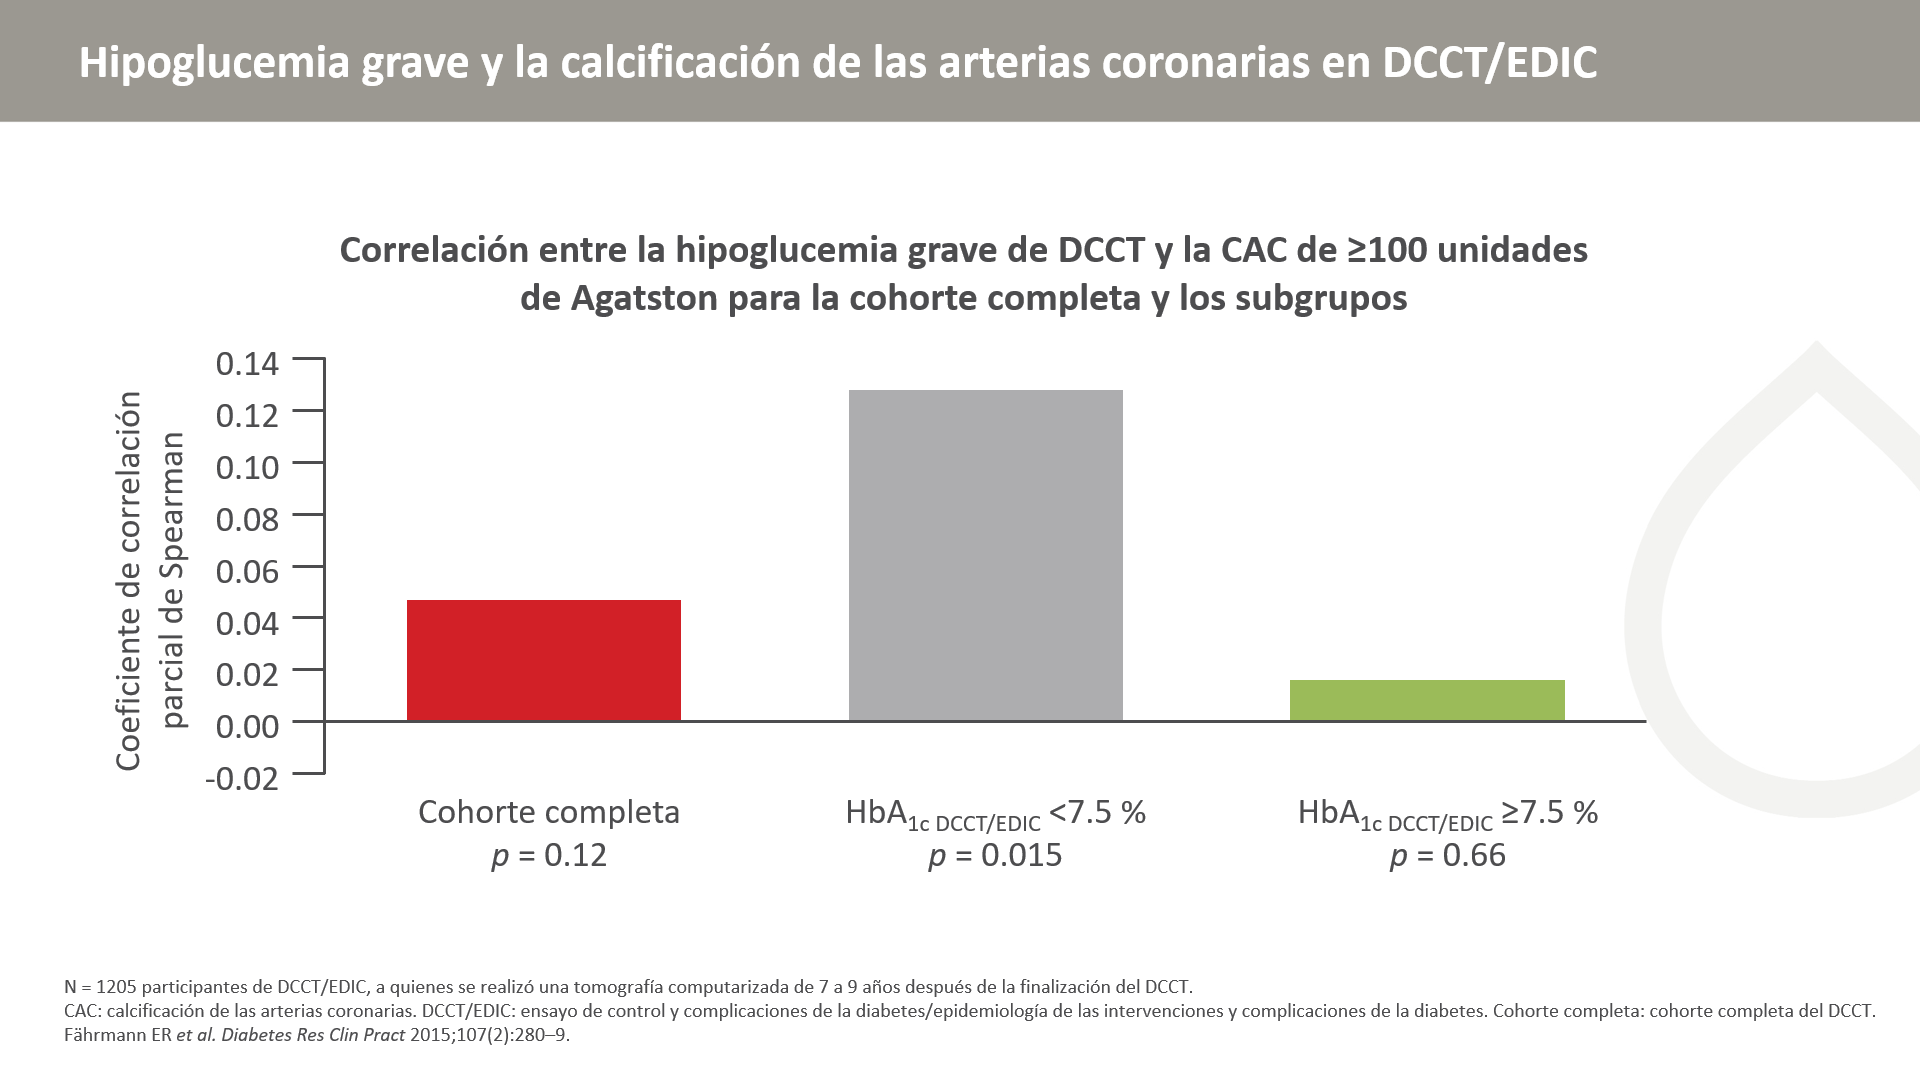 Hipoglucemia grave y la calcificación de las arterias coronarias en DCCT/EDIC
Correlación entre la hipoglucemia grave de DCCT y la CAC de ≥100 unidades
de Agatston para la cohorte completa y los subgrupos
Coeficiente de correlación
parcial de Spearman
0.14
0.12
0.10
0.08
0.06
0.04
0.02
0.00
-0.02
Cohorte completa
p = 0.12
HbA1c DCCT/EDIC <7.5 %
p = 0.015
HbA1c DCCT/EDIC ≥7.5 %
p = 0.66
N = 1205 participantes de DCCT/EDIC, a quienes se realizó una tomografía computarizada de 7 a 9 años después de la finalización del DCCT.
CAC: calcificación de las arterias coronarias. DCCT/EDIC: ensayo de control y complicaciones de la diabetes/epidemiología de las intervenciones y complicaciones de la diabetes. Cohorte completa: cohorte completa del DCCT.
Fährmann ER et al. Diabetes Res Clin Pract 2015;107(2):280–9.